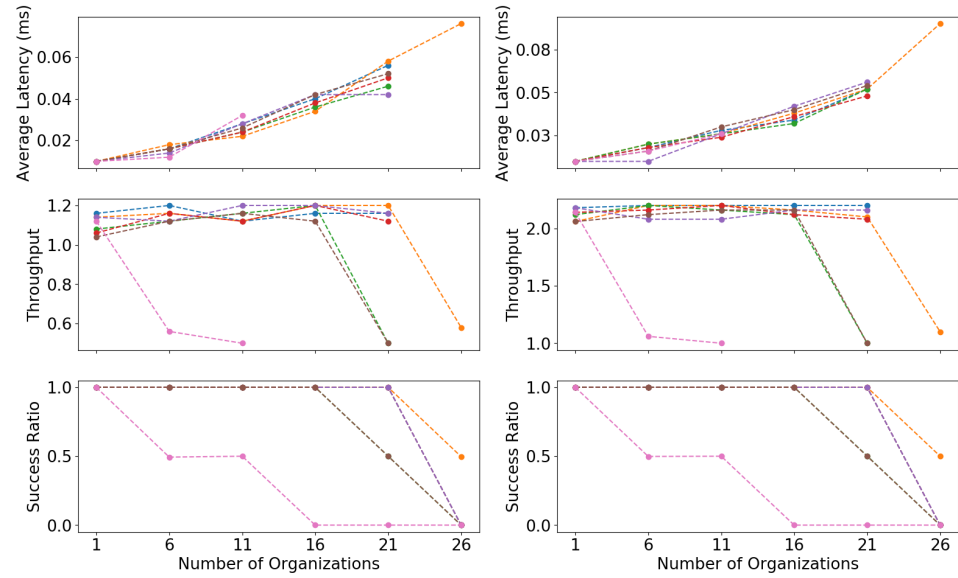 Average Latency (ms)
0.06
0.04
0.02
Average Latency (ms)
0.08
0.05
0.03
Throughput
1.2
1.0
0.8
0.6
Throughput
2.0
1.5
1.0
Success Ratio
1.0
0.5
0.0
1 6 11 16 21 26
Number of Organizations
Success Ratio
1.0
0.5
0.0
1 6 11 16 21 26
Number of Organizations